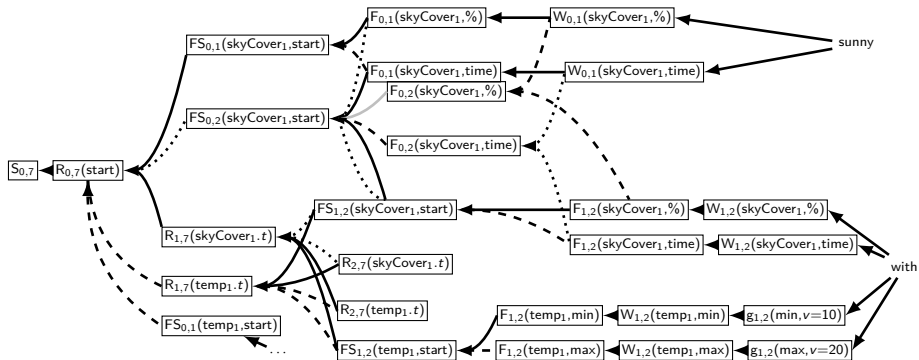 F0,1(skyCover1,%)
W0,1(skyCover1,%)
FS0,1(skyCover1,start)
sunny
F0,1(skyCover1,time)
W0,1(skyCover1,time)
F0,2(skyCover1,%)
FS0,2(skyCover1,start)
F0,2(skyCover1,time)
S0,7
R0,7(start)
FS1,2(skyCover1,start)
F1,2(skyCover1,%)
W1,2(skyCover1,%)
R1,7(skyCover1.t)
F1,2(skyCover1,time)
W1,2(skyCover1,time)
R2,7(skyCover1.t)
with
R1,7(temp1.t)
R2,7(temp1.t)
F1,2(temp1,min)
W1,2(temp1,min)
g1,2(min,v=10)
FS0,1(temp1,start)
...
FS1,2(temp1,start)
F1,2(temp1,max)
W1,2(temp1,max)
g1,2(max,v=20)